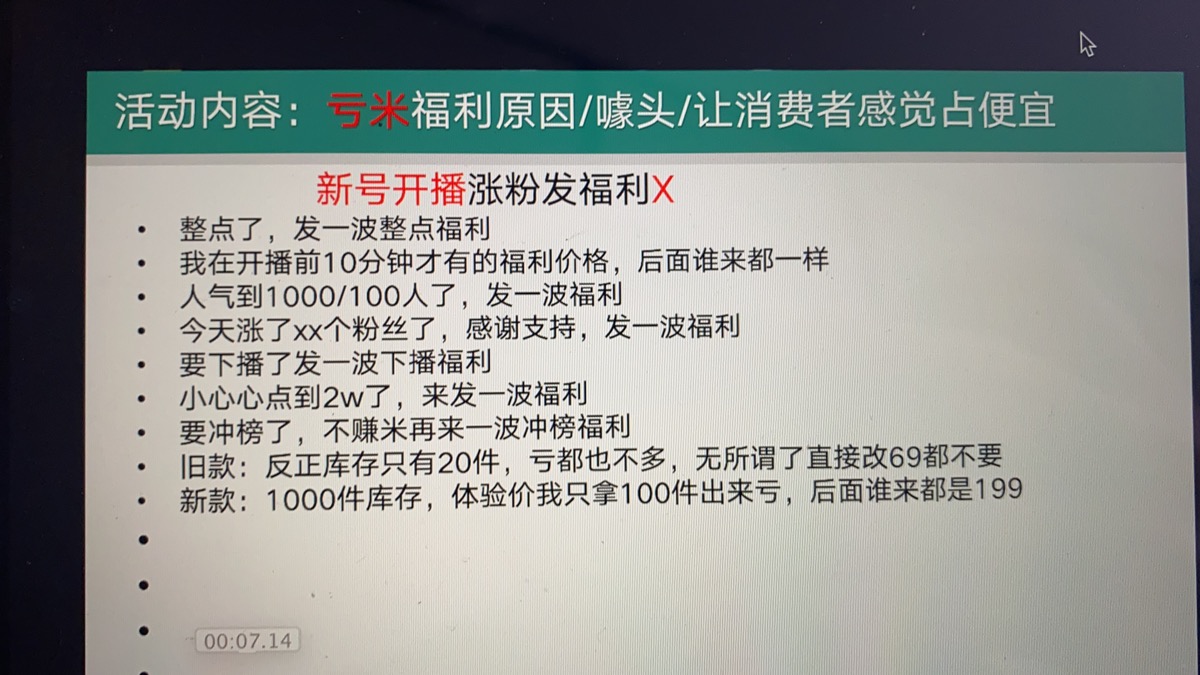 活动内容：亏米福利原因/噱头/让消费者感觉占便宜
新号开播涨粉发福利X
• 整点了，发一波整点福利
• 我在开播前10分钟才有的福利价格，后面谁来都一样
• 人气到1000/100人了，发一波福利
• 今天涨了xx个粉丝了，感谢支持，发一波福利
• 要下播了发一波下播福利
• 小心心点到2w了，来发一波福利
• 要冲榜了，不赚米再来一波冲榜福利
• 旧款：反正库存只有20件，亏都也不多，无所谓了直接改69都不要
• 新款：1000件库存，体验价我只拿100件出来亏，后面谁来都是199
00:07.14